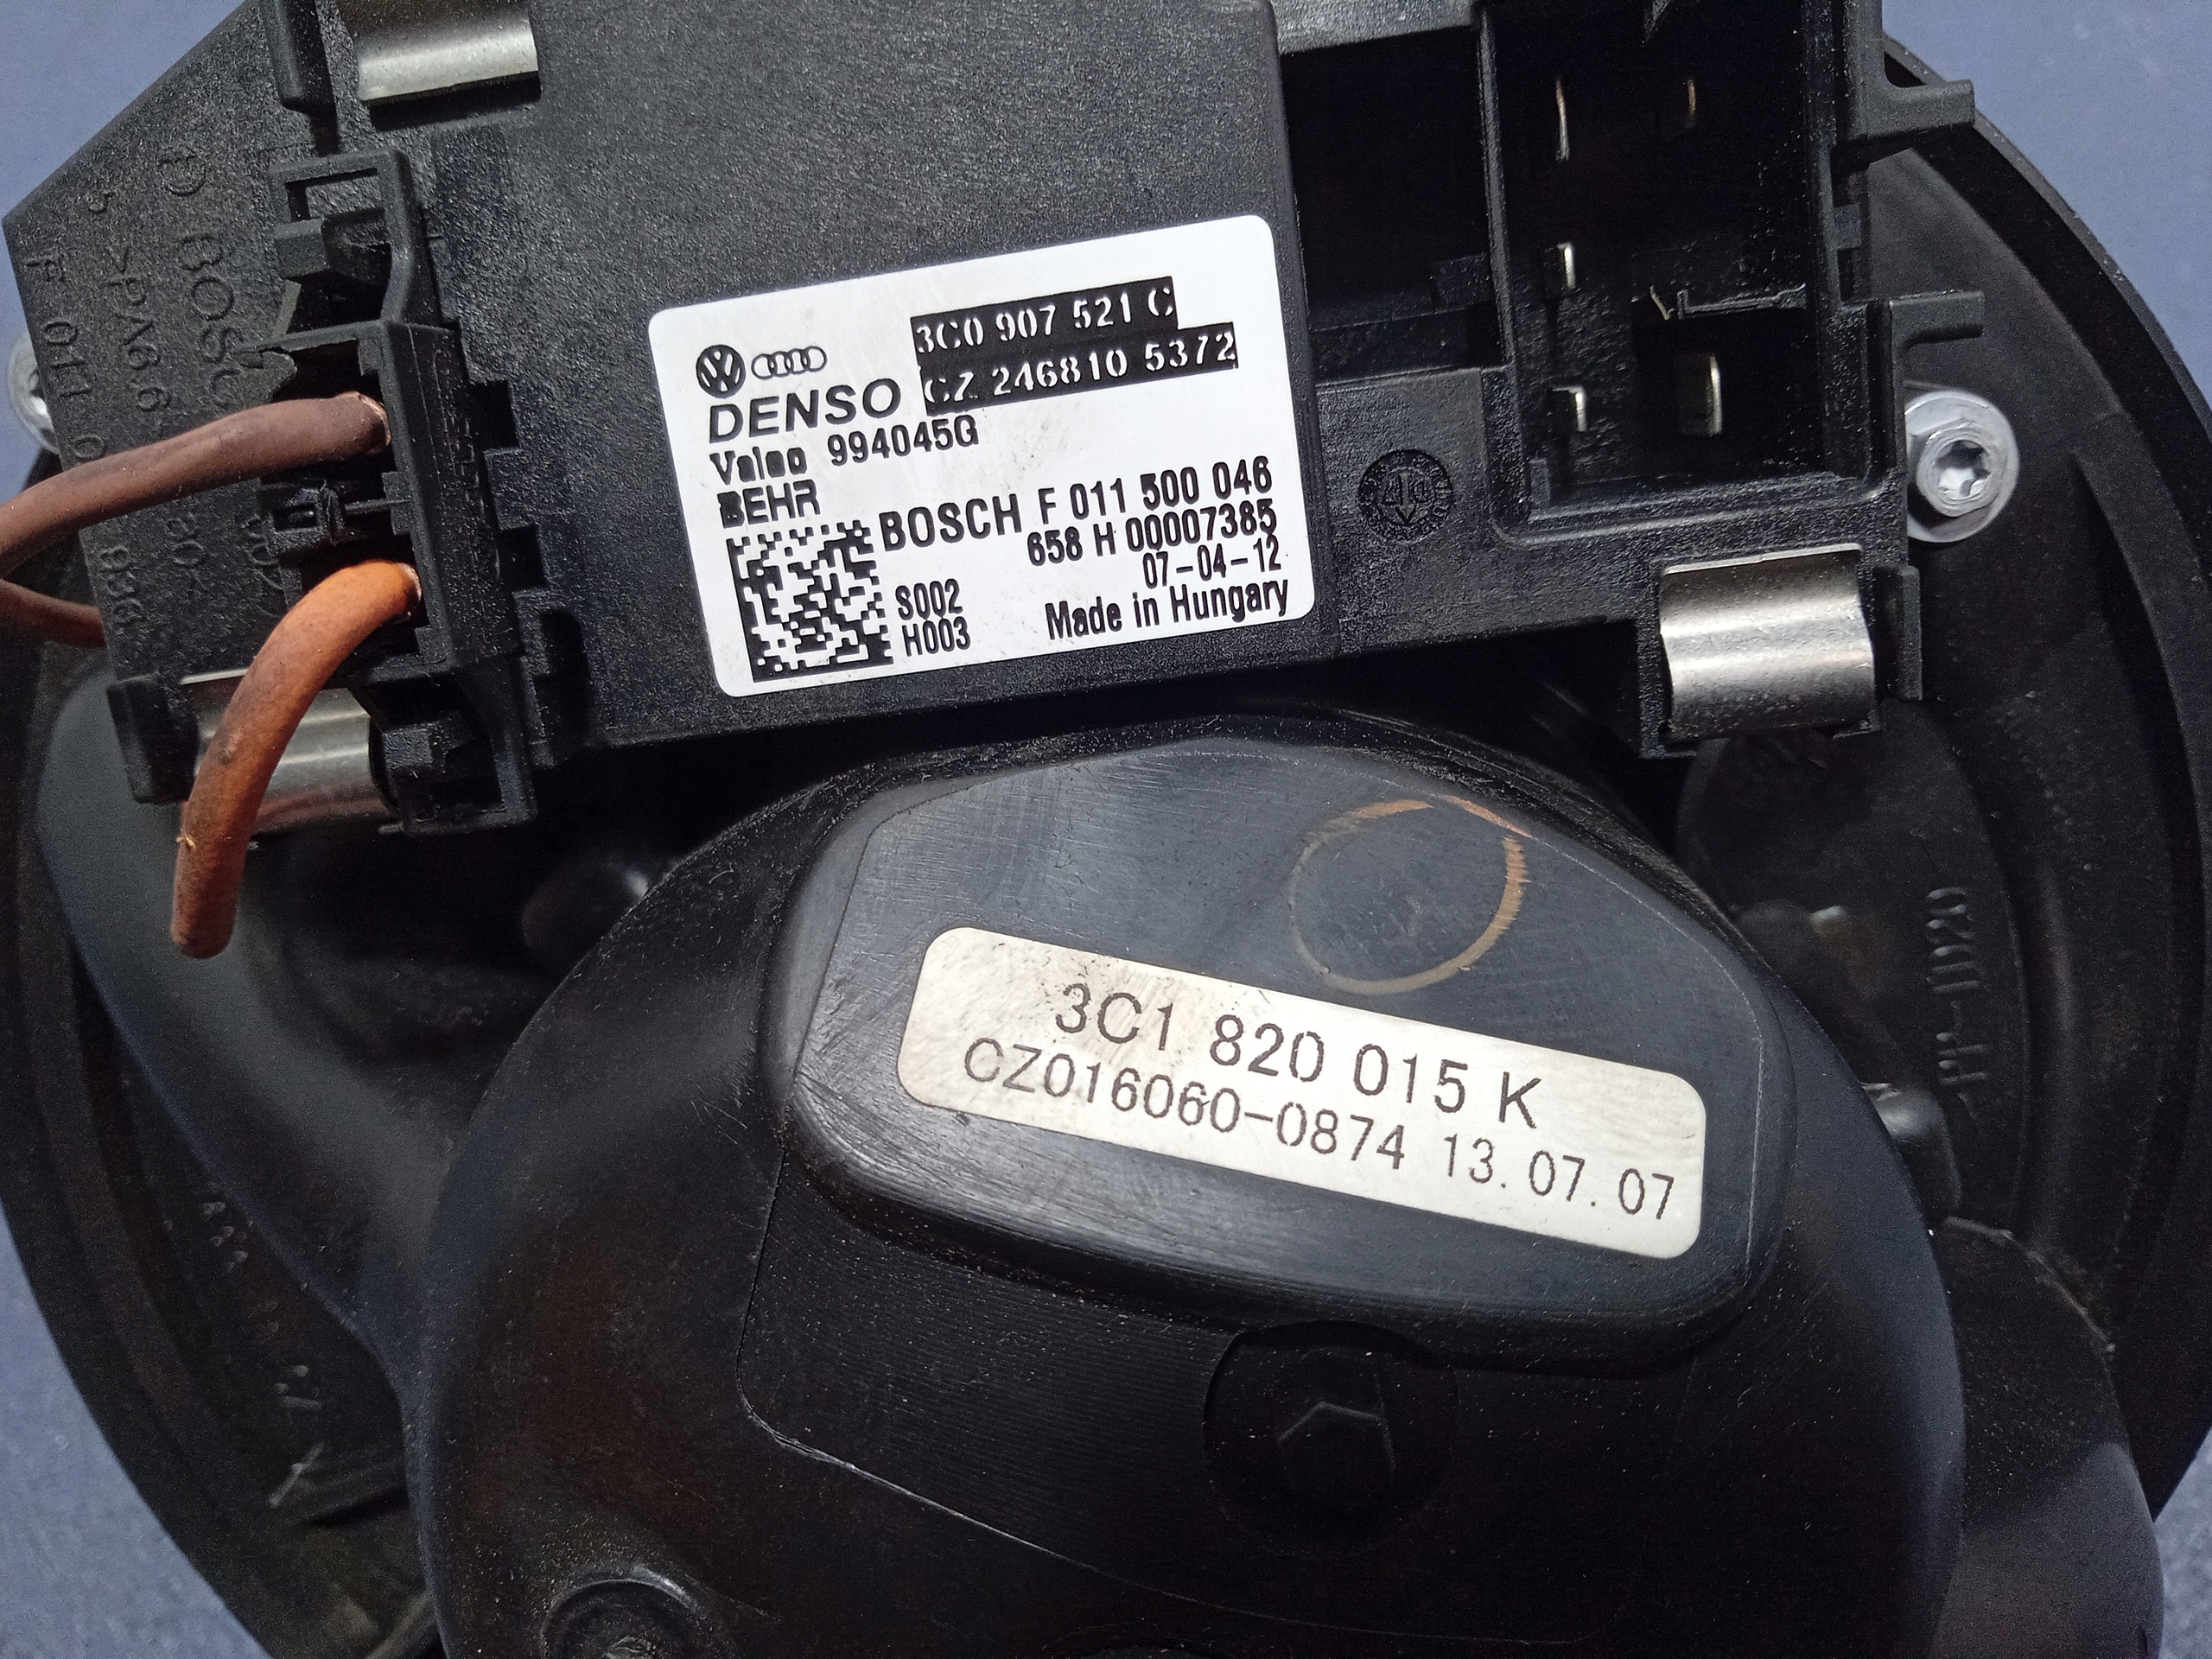 3C0 907 521 C
CZ 246810 5372
DENSO
Valeo 994045G
BEHR
BOSCH F 011 500 046
658 H 00007385
07-04-12
S002
H003
Made in Hungary
3C1 820 015 K
CZ016060-0874 13.07.07